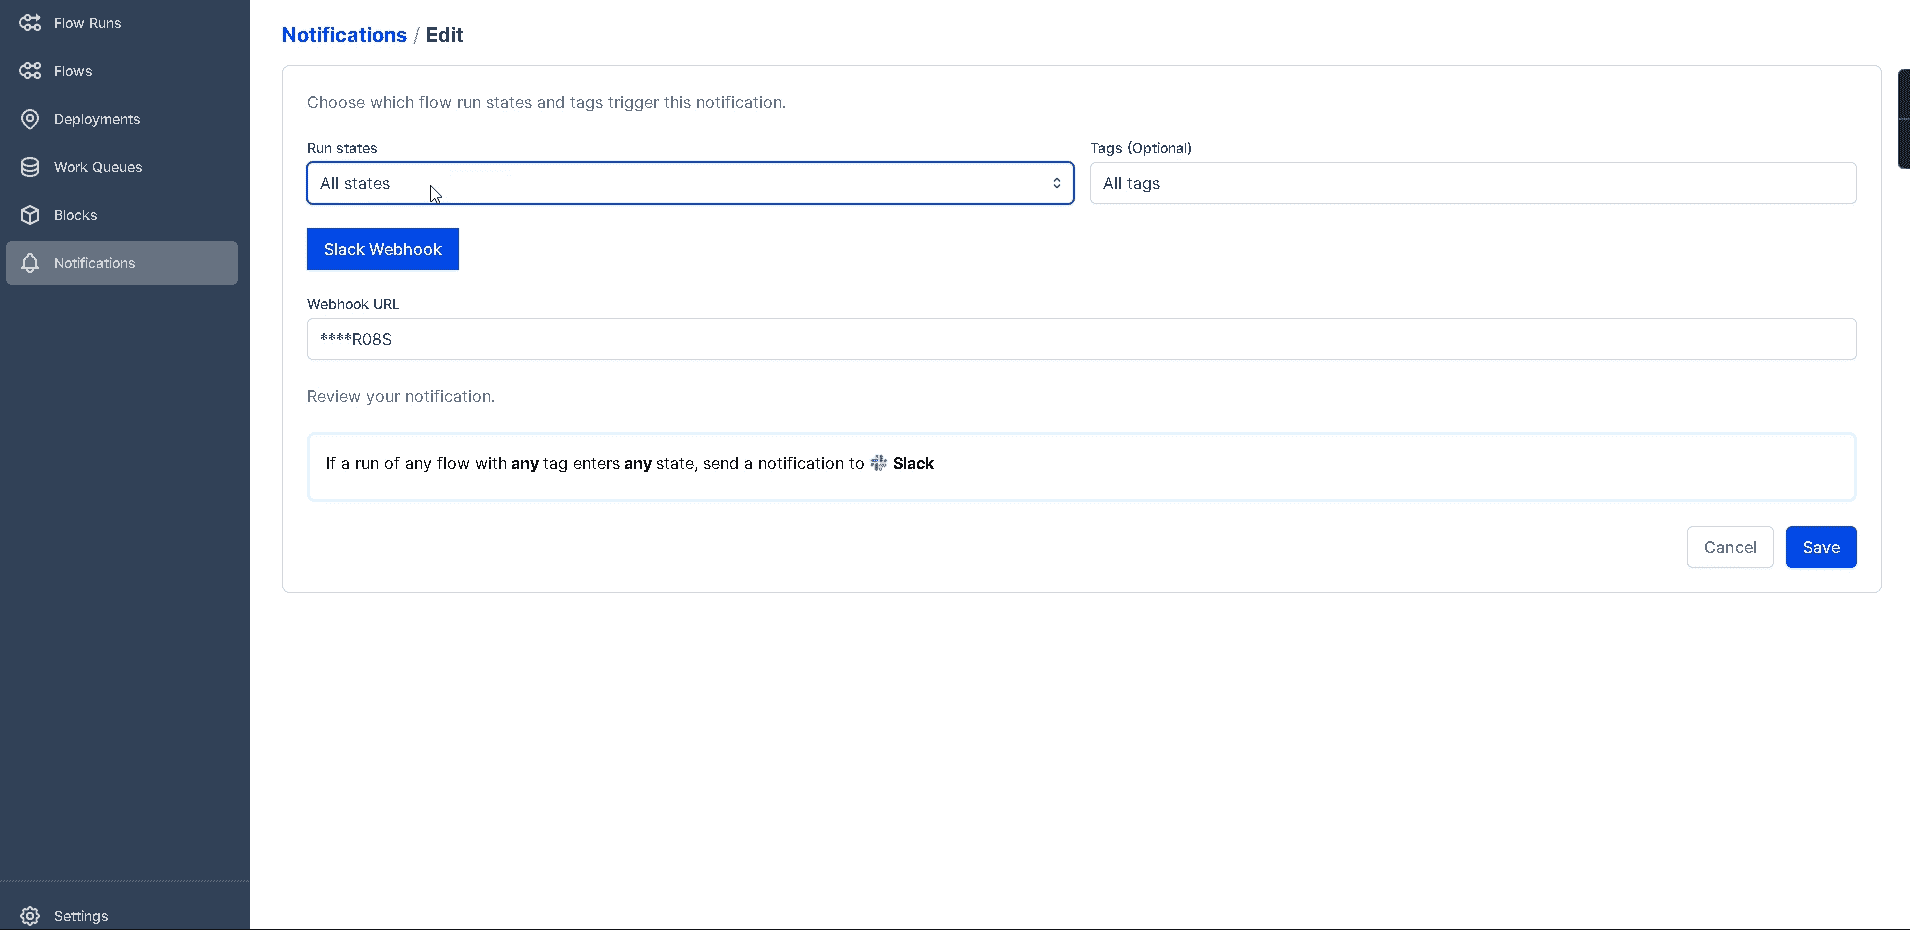 Flow Runs
Flows
Deployments
Work Queues
Blocks
Notifications
Settings
Notifications / Edit
Choose which flow run states and tags trigger this notification.
Run states
All states
Tags (Optional)
All tags
Slack Webhook
Webhook URL
****R08S
Review your notification.
If a run of any flow with any tag enters any state, send a notification to Slack
Cancel
Save